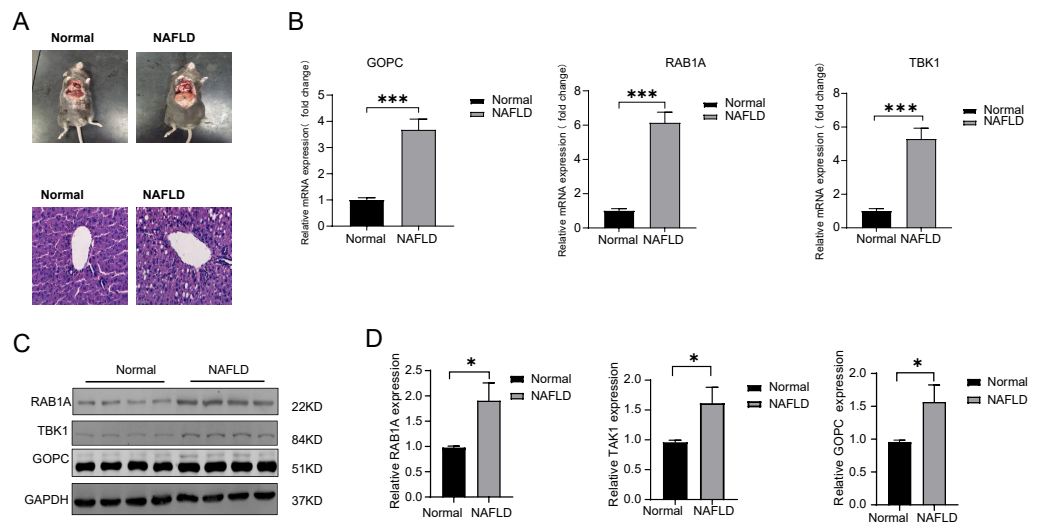 A
Normal
NAFLD
Normal
NAFLD
B
GOPC
Relative mRNA expression ( fold change)
5
4
3
2
1
0
***
Normal
NAFLD
Normal
NAFLD
RAB1A
Relative mRNA expression ( fold change)
8
6
4
2
0
***
Normal
NAFLD
Normal
NAFLD
TBK1
Relative mRNA expression ( fold change)
8
6
4
2
0
***
Normal
NAFLD
Normal
NAFLD
C
Normal
NAFLD
RAB1A
22KD
TBK1
84KD
GOPC
51KD
GAPDH
37KD
D
Relative RAB1A expression
2.5
2.0
1.5
1.0
0.5
0.0
*
Normal
NAFLD
Normal
NAFLD
Relative TAK1 expression
2.0
1.5
1.0
0.5
0.0
*
Normal
NAFLD
Normal
NAFLD
Relative GOPC expression
2.0
1.5
1.0
0.5
0.0
*
Normal
NAFLD
Normal
NAFLD